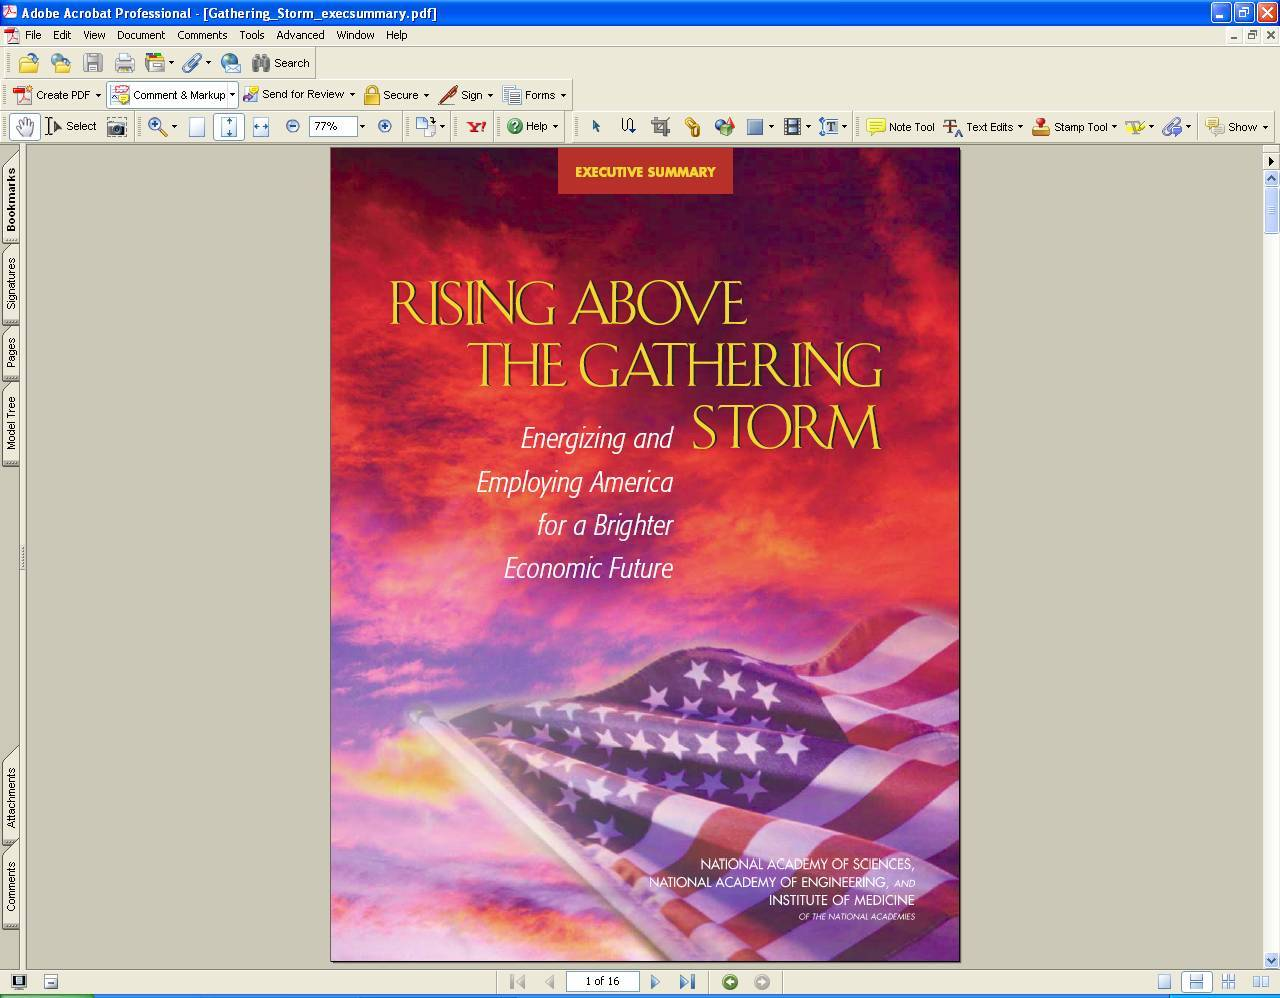 Adobe Acrobat Professional - [Gathering_Storm_execsummary.pdf]
File Edit View Document Comments Tools Advanced Window Help
Search
Create PDF Comment & Markup Send for Review Secure Sign Forms
Select 77% Y! Help Note Tool Text Edits Stamp Tool Show
Bookmarks
Signatures
Pages
Model Tree
Attachments
Comments
EXECUTIVE SUMMARY
RISING ABOVE
THE GATHERING
STORM
Energizing and
Employing America
for a Brighter
Economic Future
NATIONAL ACADEMY OF SCIENCES,
NATIONAL ACADEMY OF ENGINEERING, AND
INSTITUTE OF MEDICINE
OF THE NATIONAL ACADEMIES
1 of 16